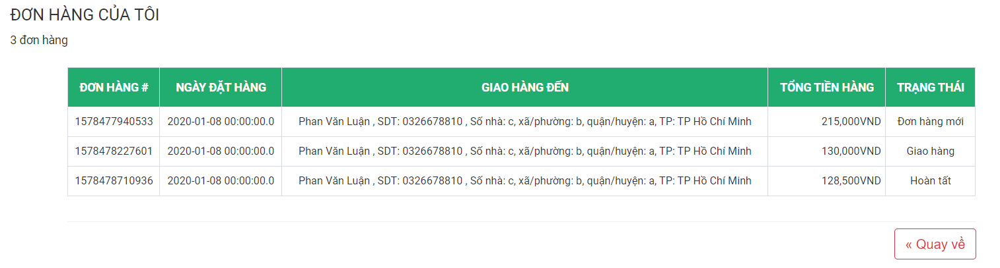 ĐƠN HÀNG CỦA TÔI
3 đơn hàng
ĐƠN HÀNG # NGÀY ĐẶT HÀNG GIAO HÀNG ĐẾN TỔNG TIỀN HÀNG TRẠNG THÁI
1578477940533 2020-01-08 00:00:00.0 Phan Văn Luận , SDT: 0326678810 , Số nhà: c, xã/phường: b, quận/huyện: a, TP: TP Hồ Chí Minh 215,000VND Đơn hàng mới
1578478227601 2020-01-08 00:00:00.0 Phan Văn Luận , SDT: 0326678810 , Số nhà: c, xã/phường: b, quận/huyện: a, TP: TP Hồ Chí Minh 130,000VND Giao hàng
1578478710936 2020-01-08 00:00:00.0 Phan Văn Luận , SDT: 0326678810 , Số nhà: c, xã/phường: b, quận/huyện: a, TP: TP Hồ Chí Minh 128,500VND Hoàn tất
« Quay về